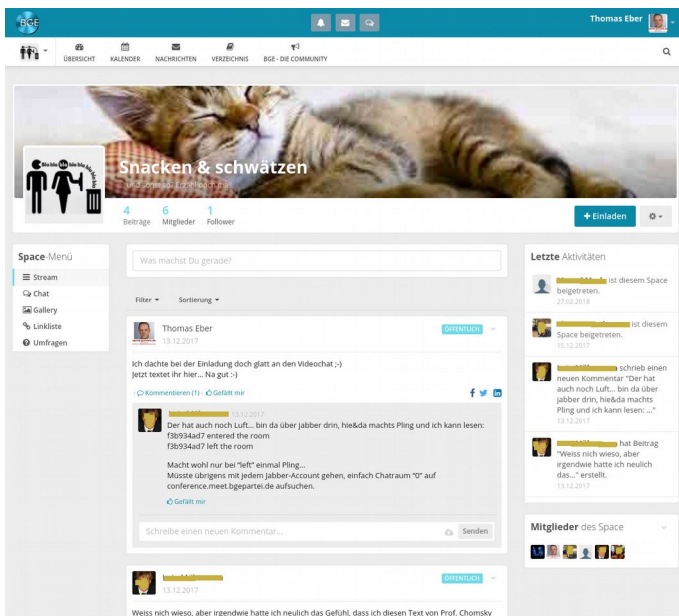 BGE
Thomas Eber
ÜBERSICHT
KALENDER
NACHRICHTEN
VERZEICHNIS
BGE - DIE COMMUNITY
Snacken & schwätzen
4
6
1
Beiträge
Mitglieder
Follower
+ Einladen
Space-Menü
Stream
Chat
Gallery
Linkliste
Umfragen
Was machst Du gerade?
Filter
Sortierung
Thomas Eber
13.12.2017
ÖFFENTLICH
Ich dachte bei der Einladung doch glatt an den Videochat ;-)
Jetzt textet ihr hier... Na gut :-)
Kommentieren (1) · Gefällt mir
13.12.2017
Der hat auch noch Luft... bin da über jabber drin, hie&da machts Pling und ich kann lesen:
f3b934ad7 entered the room
f3b934ad7 left the room
Macht wohl nur bei "left" einmal Pling...
Müsste übrigens mit jedem Jabber-Account gehen, einfach Chatraum "0" auf
conference.meet.bgepartei.de aufsuchen.
Gefällt mir
Schreibe einen neuen Kommentar...
Senden
13.12.2017
ÖFFENTLICH
Weiss nich wieso, aber irgendwie hatte ich neulich das Gefühl, dass ich diesen Text von Prof. Chomsky
Letzte Aktivitäten
ist diesem Space
beigetreten.
27.02.2018
ist diesem
Space beigetreten.
15.12.2017
schrieb einen
neuen Kommentar "Der hat
auch noch Luft... bin da über
jabber drin, hie&da machts
Pling und ich kann lesen: ..."
13.12.2017
hat Beitrag
"Weiss nich wieso, aber
irgendwie hatte ich neulich
das..." erstellt.
13.12.2017
Mitglieder des Space